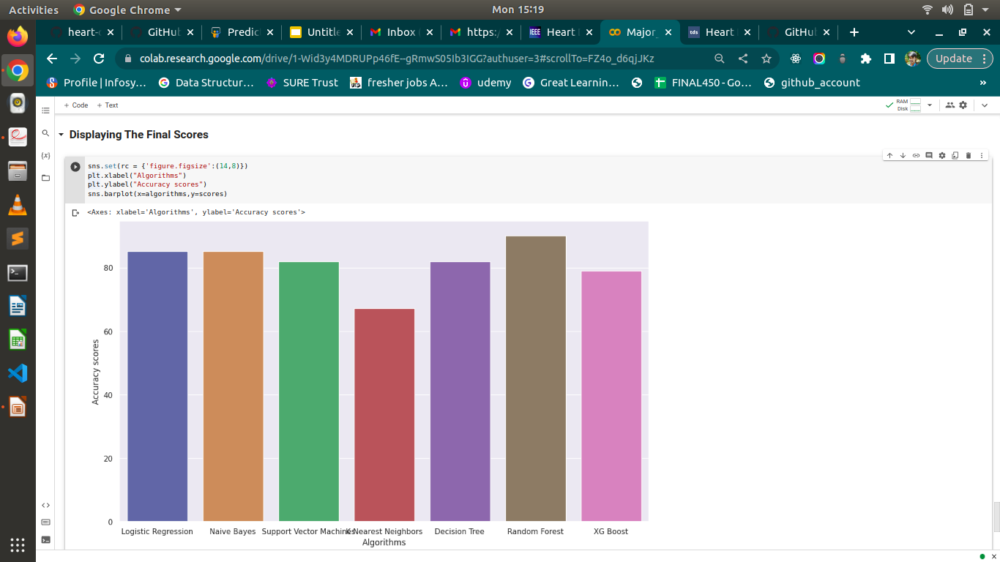 Activities Google Chrome Mon 15:19
heart- GitHub Predic Untitle Inbox https:/ IEEE Heart Major_ tds Heart GitHub
colab.research.google.com/drive/1-Wid3y4MDRUPp46fE--gRmwS05Ib3IGG?authuser=3#scrollTo=FZ4o_d6qjJKz Update
Profile | Infosy… Data Structur… SURE Trust fresher jobs A… udemy Great Learnin… FINAL450 - Go… github_account »
+ Code + Text RAM
Disk
Displaying The Final Scores
{x}
sns.set(rc = {'figure.figsize':(14,8)})
plt.xlabel("Algorithms")
plt.ylabel("Accuracy scores")
sns.barplot(x=algorithms,y=scores)
<Axes: xlabel='Algorithms', ylabel='Accuracy scores'>
80
60
Accuracy scores
40
20
0
Logistic Regression Naive Bayes Support Vector Machines K-Nearest Neighbors Decision Tree Random Forest XG Boost
Algorithms